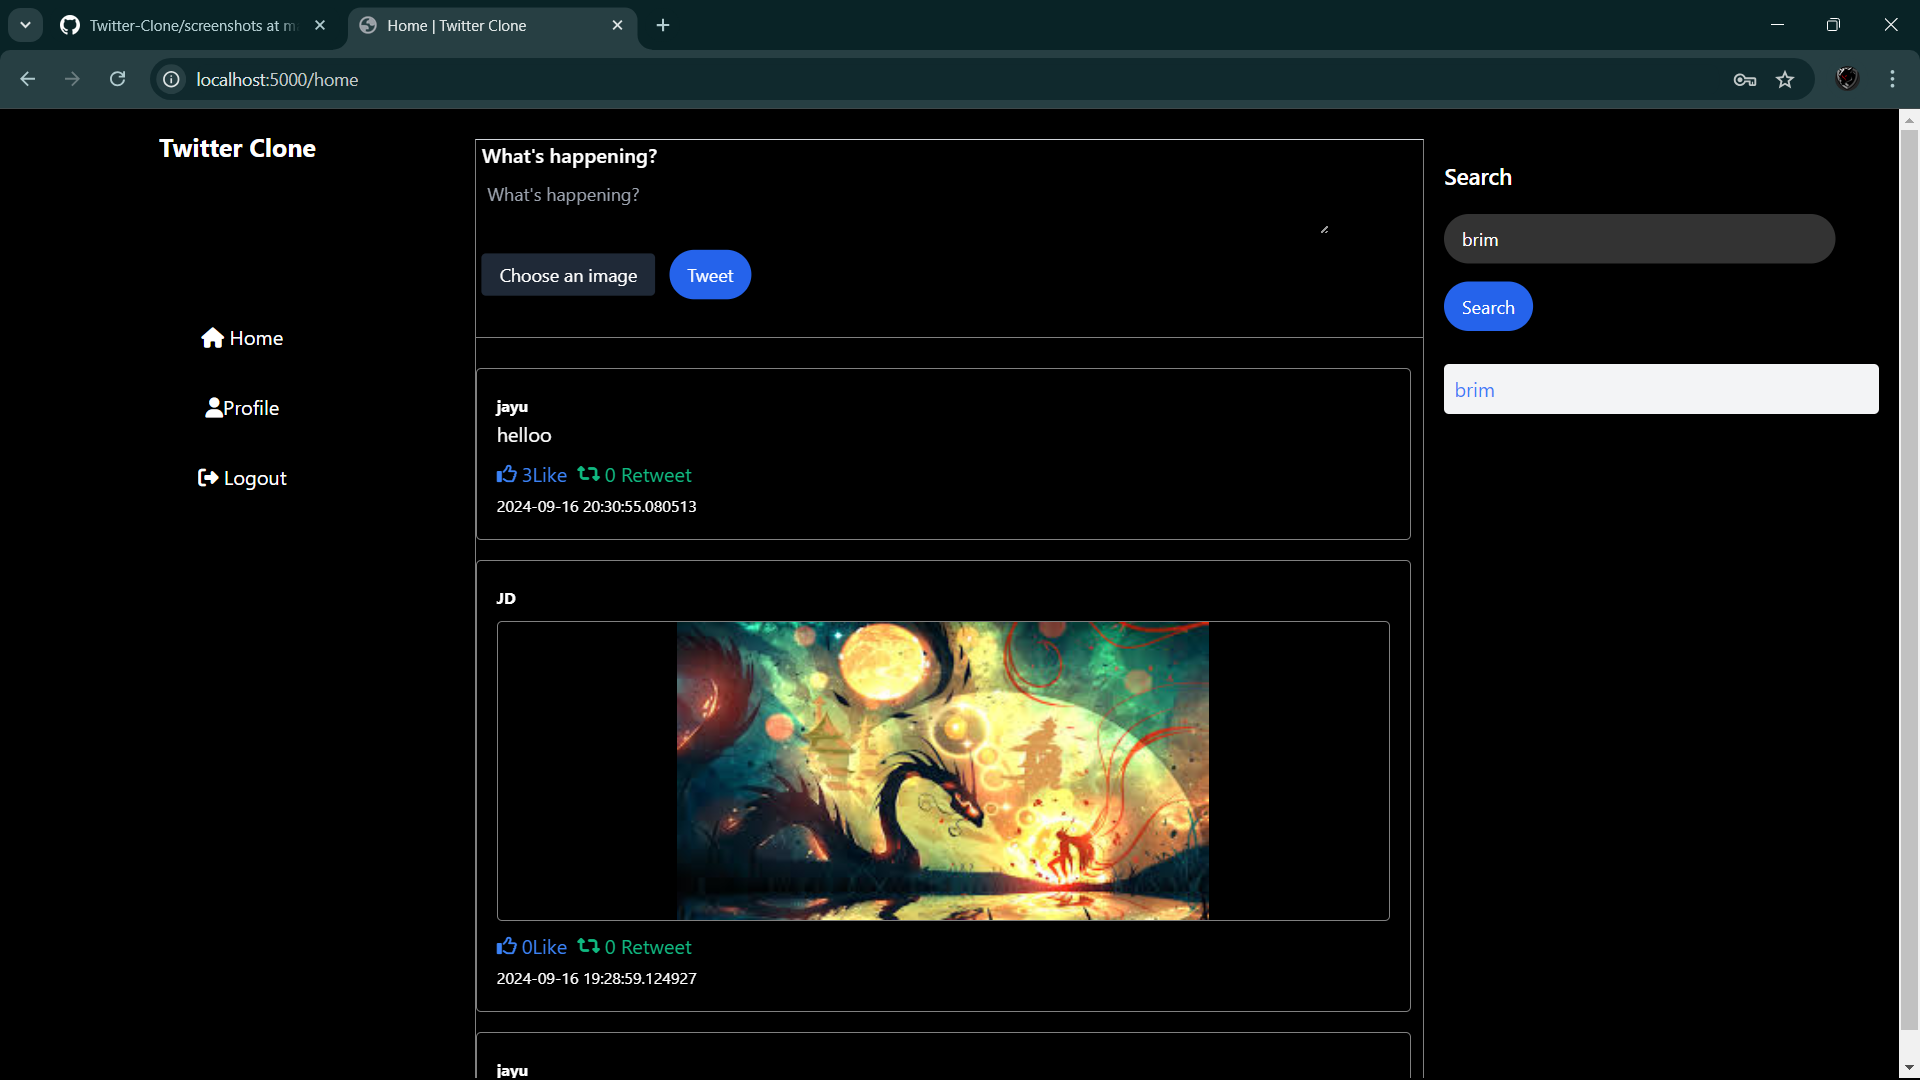 Twitter-Clone/screenshots at m
Home | Twitter Clone
localhost:5000/home
Twitter Clone
Home
Profile
Logout
What's happening?
What's happening?
Choose an image
Tweet
jayu
helloo
3Like 0 Retweet
2024-09-16 20:30:55.080513
JD
0Like 0 Retweet
2024-09-16 19:28:59.124927
jayu
Search
brim
Search
brim